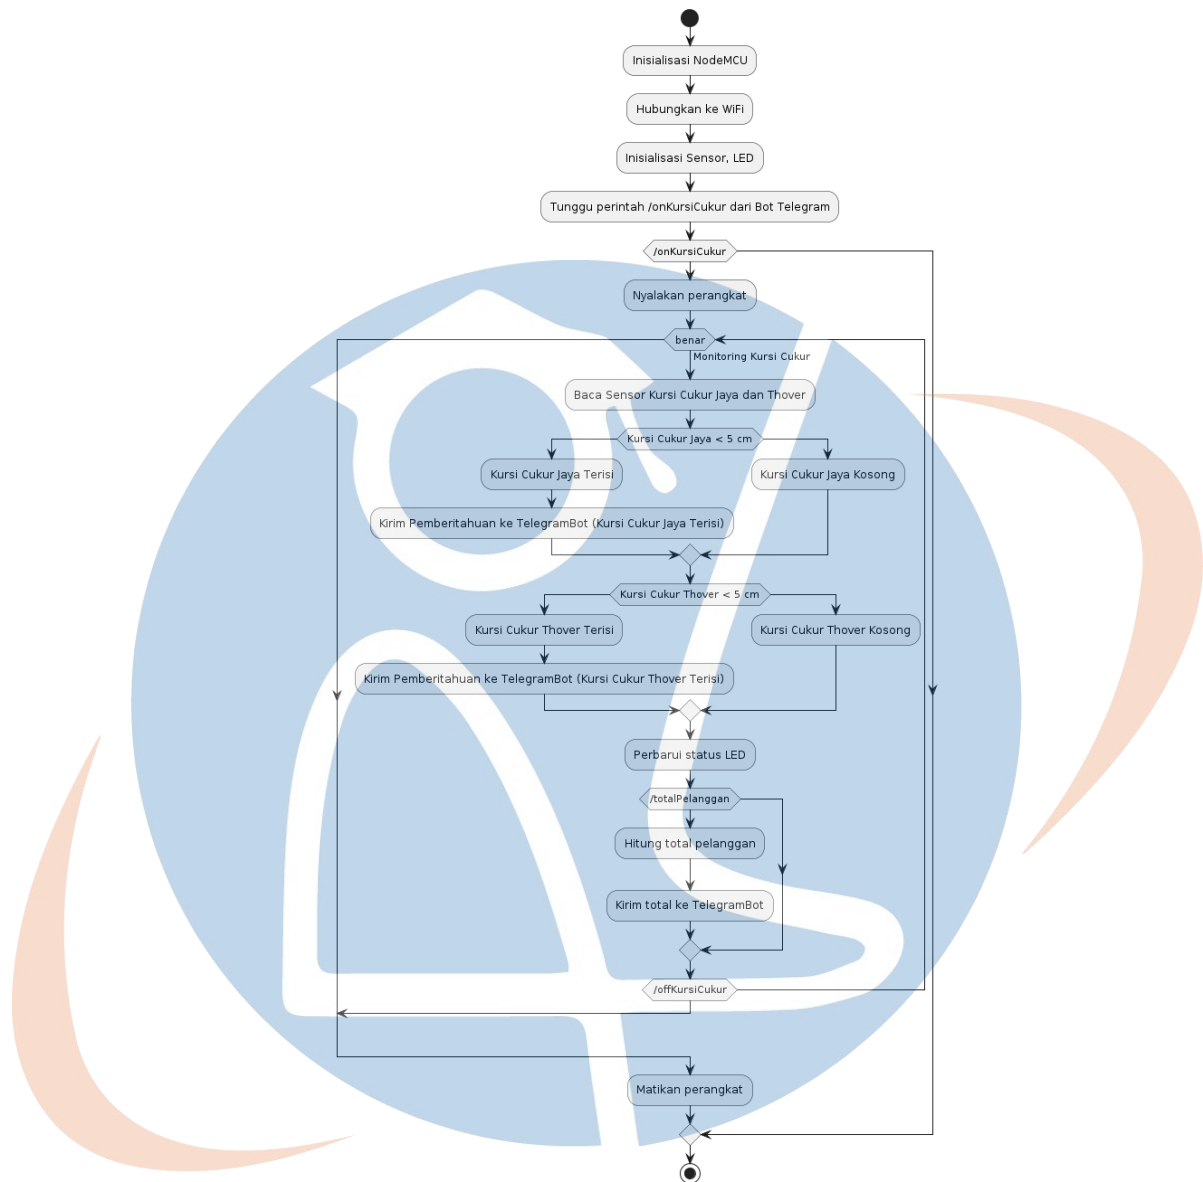 Inisialisasi NodeMCU
Hubungkan ke WiFi
Inisialisasi Sensor, LED
Tunggu perintah /onKursiCukur dari Bot Telegram
/onKursiCukur
Nyalakan perangkat
benar
Monitoring Kursi Cukur
Baca Sensor Kursi Cukur Jaya dan Thover
Kursi Cukur Jaya < 5 cm
Kursi Cukur Jaya Terisi
Kursi Cukur Jaya Kosong
Kirim Pemberitahuan ke TelegramBot (Kursi Cukur Jaya Terisi)
Kursi Cukur Thover < 5 cm
Kursi Cukur Thover Terisi
Kursi Cukur Thover Kosong
Kirim Pemberitahuan ke TelegramBot (Kursi Cukur Thover Terisi)
Perbarui status LED
/totalPelanggan
Hitung total pelanggan
Kirim total ke TelegramBot
/offKursiCukur
Matikan perangkat